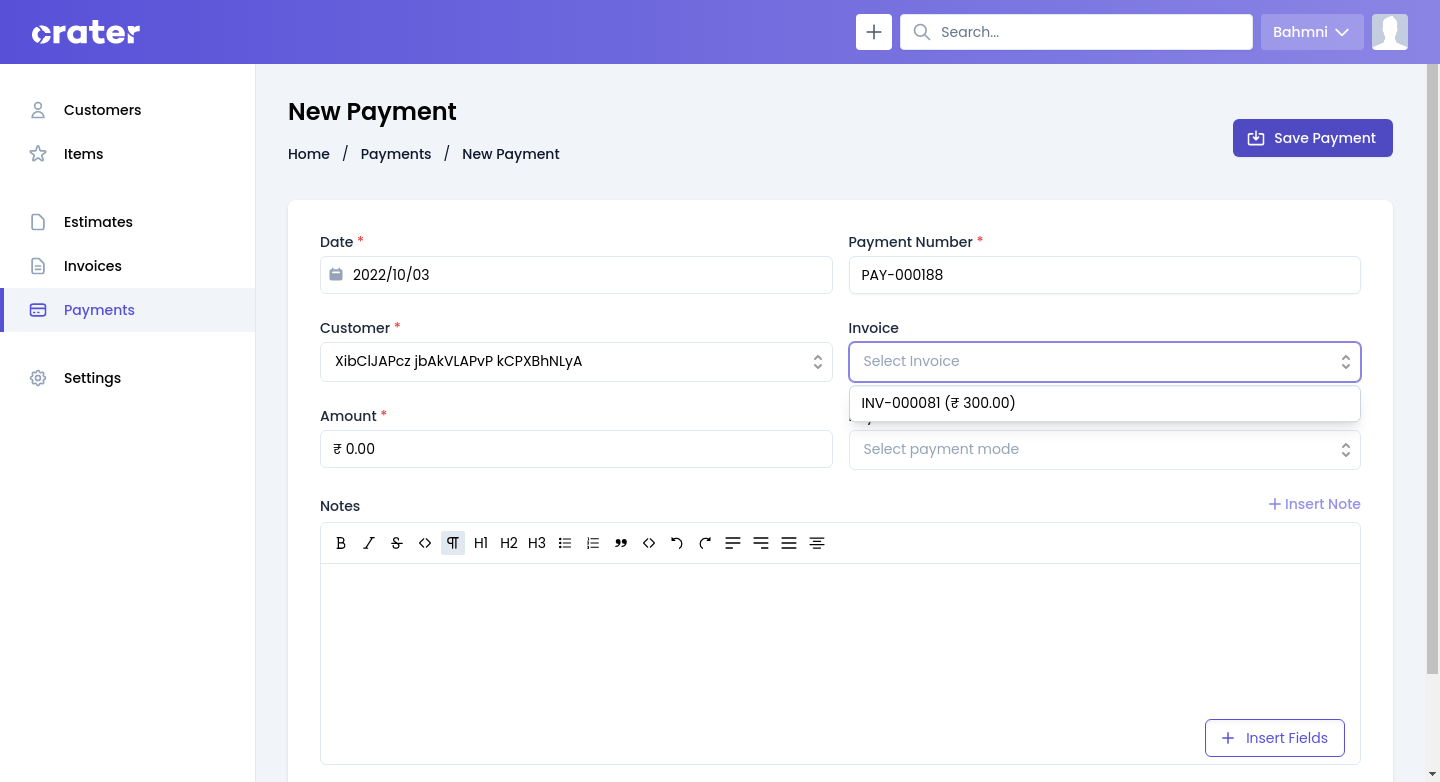 crater
Search...
Bahmni
Customers
Items
Estimates
Invoices
Payments
Settings
New Payment
Home / Payments / New Payment
Save Payment
Date *
2022/10/03
Payment Number *
PAY-000188
Customer *
XibClJAPcz jbAkVLAPvP kCPXBhNLyA
Invoice
Select Invoice
INV-000081 (₹ 300.00)
Amount *
₹ 0.00
Select payment mode
Notes
Insert Note
H1 H2 H3
Insert Fields